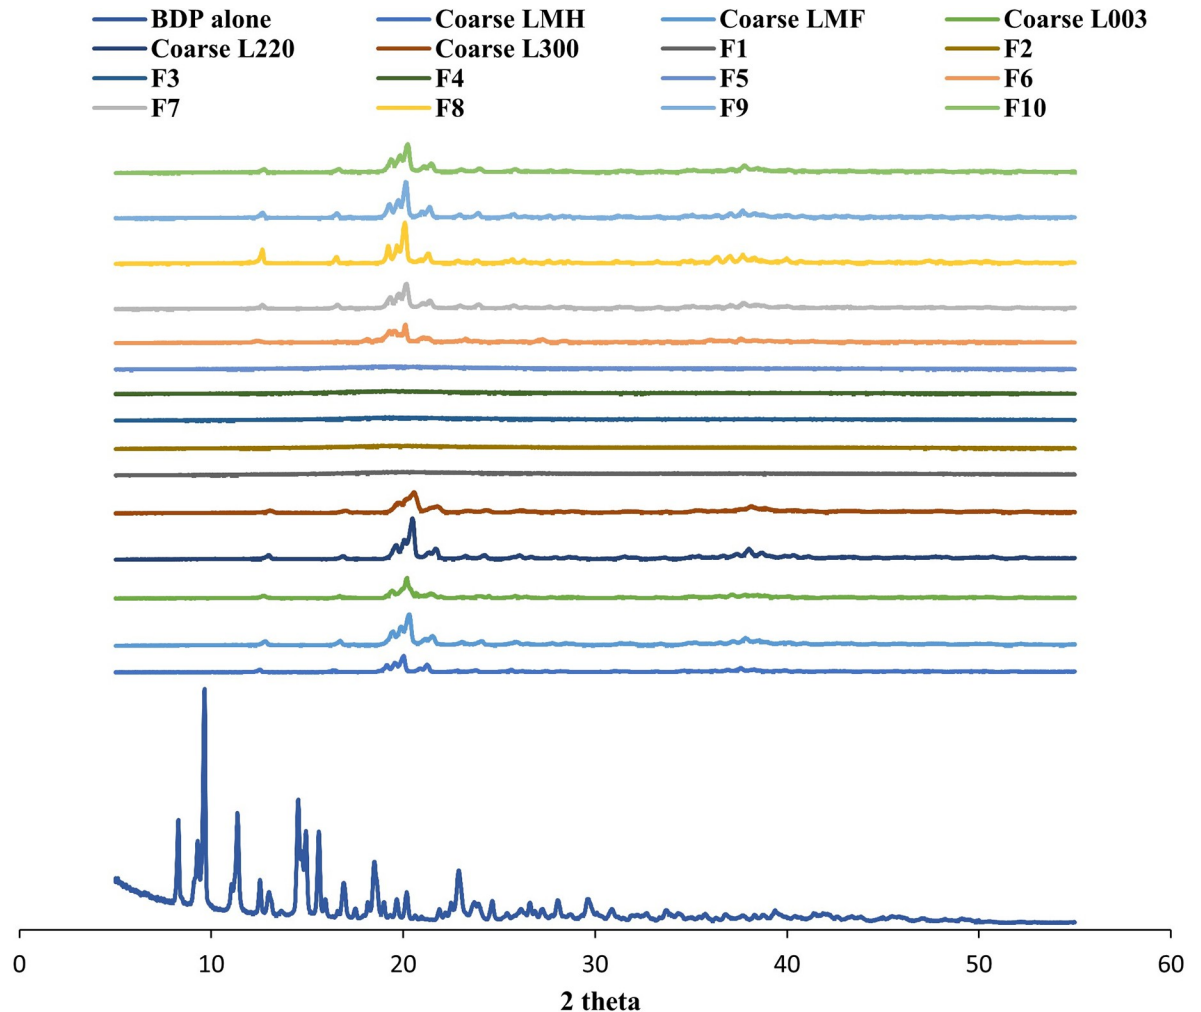 BDP alone Coarse LMH Coarse LMF Coarse L003
Coarse L220 Coarse L300 F1 F2
F3 F4 F5 F6
F7 F8 F9 F10
0 10 20 30 40 50 60
2 theta